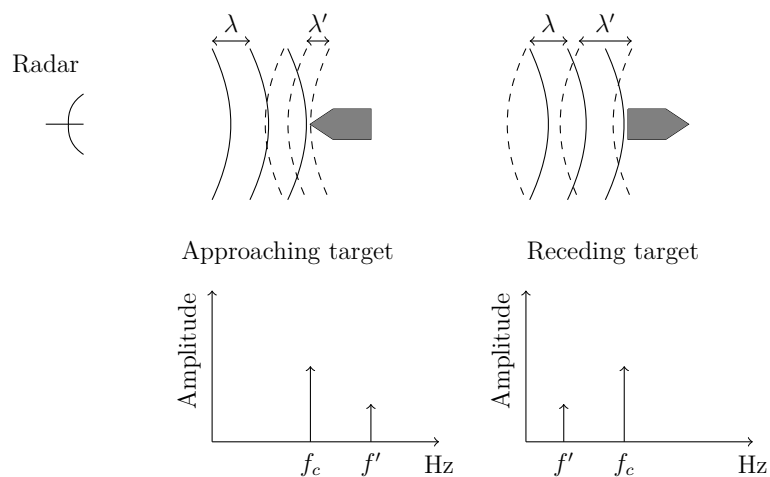 λ
λ′
λ
λ′
Radar
Approaching target
Receding target
Amplitude
f_c
f′
Hz
Amplitude
f′
f_c
Hz